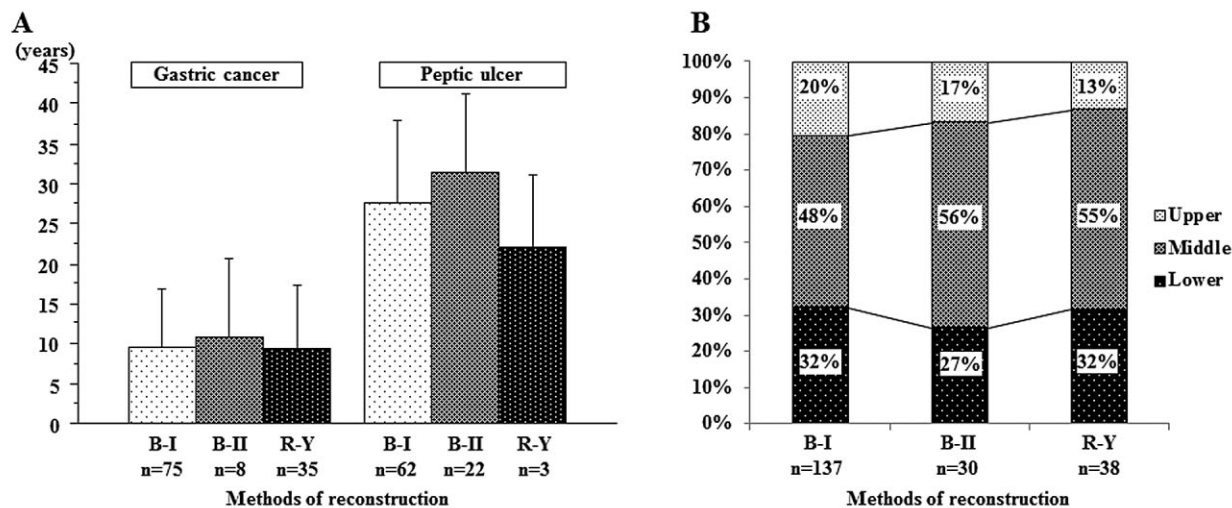 A
(years)
45
40
35
30
25
20
15
10
5
0
Gastric cancer
Peptic ulcer
B-I B-II R-Y B-I B-II R-Y
n=75 n=8 n=35 n=62 n=22 n=3
Methods of reconstruction
B
100%
90%
80%
70%
60%
50%
40%
30%
20%
10%
0%
20% 17% 13%
48% 56% 55%
32% 27% 32%
Upper
Middle
Lower
B-I B-II R-Y
n=137 n=30 n=38
Methods of reconstruction